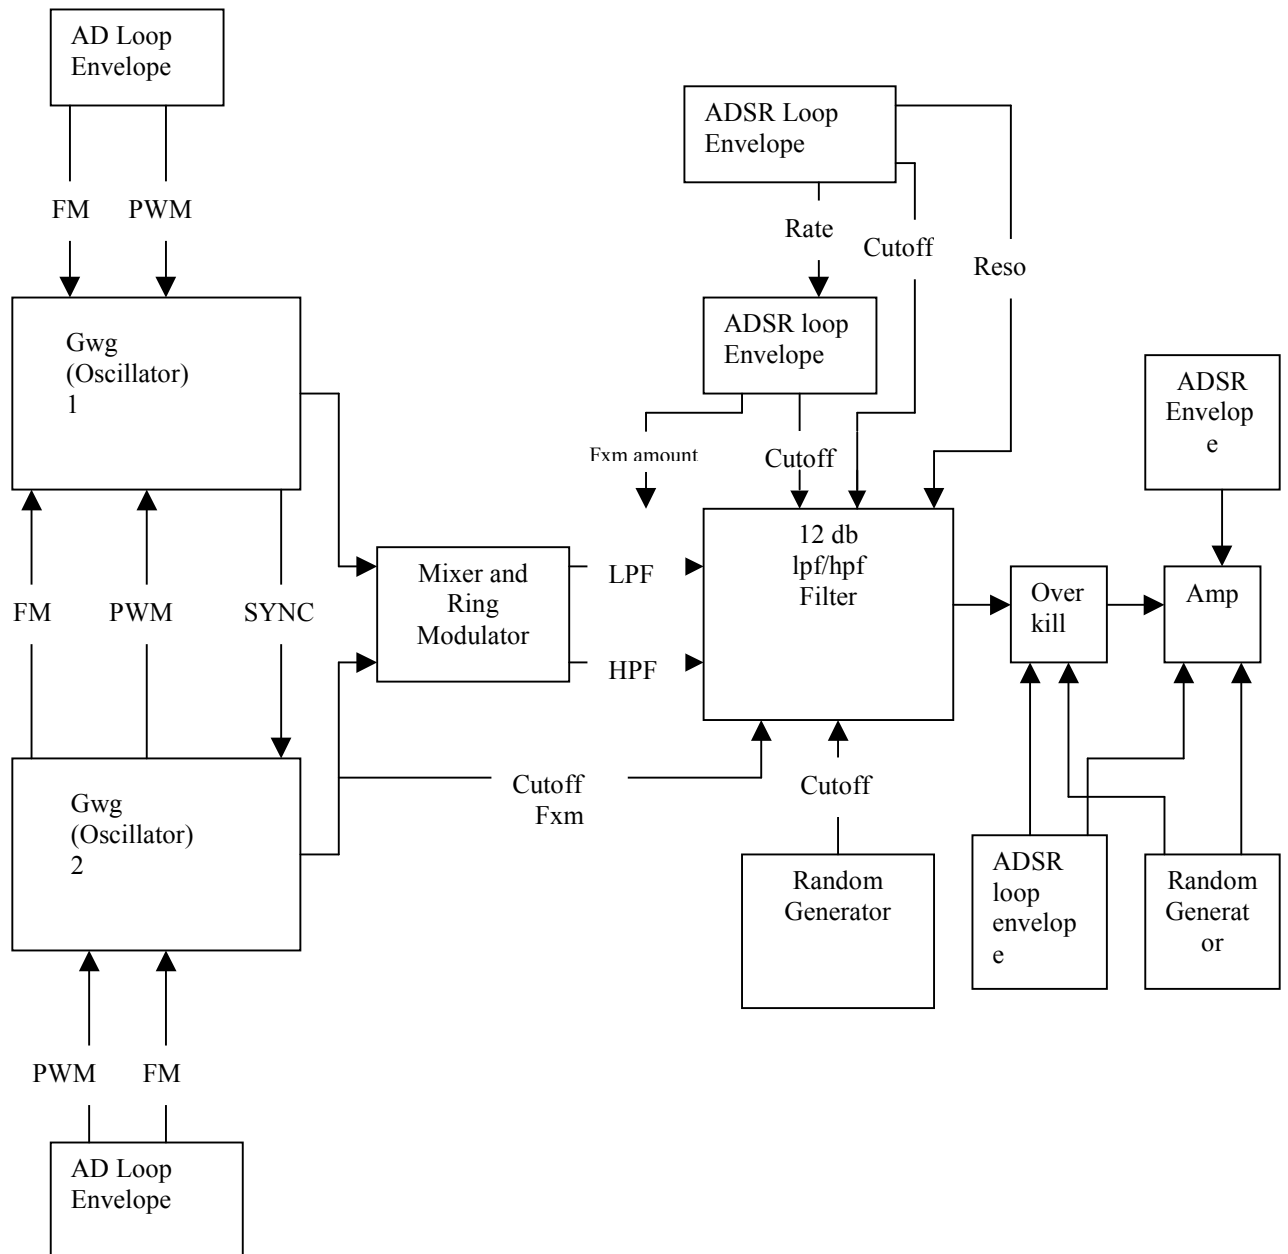 AD Loop
Envelope
FM
PWM
Gwg
(Oscillator)
1
FM
PWM
SYNC
Gwg
(Oscillator)
2
PWM
FM
AD Loop
Envelope
Mixer and
Ring
Modulator
LPF
HPF
Cutoff
Fxm
ADSR Loop
Envelope
Rate
Cutoff
Reso
ADSR loop
Envelope
Fxm amount
Cutoff
12 db
lpf/hpf
Filter
Cutoff
Random
Generator
Over
kill
Amp
ADSR
Envelop
e
ADSR
loop
envelop
e
Random
Generat
or